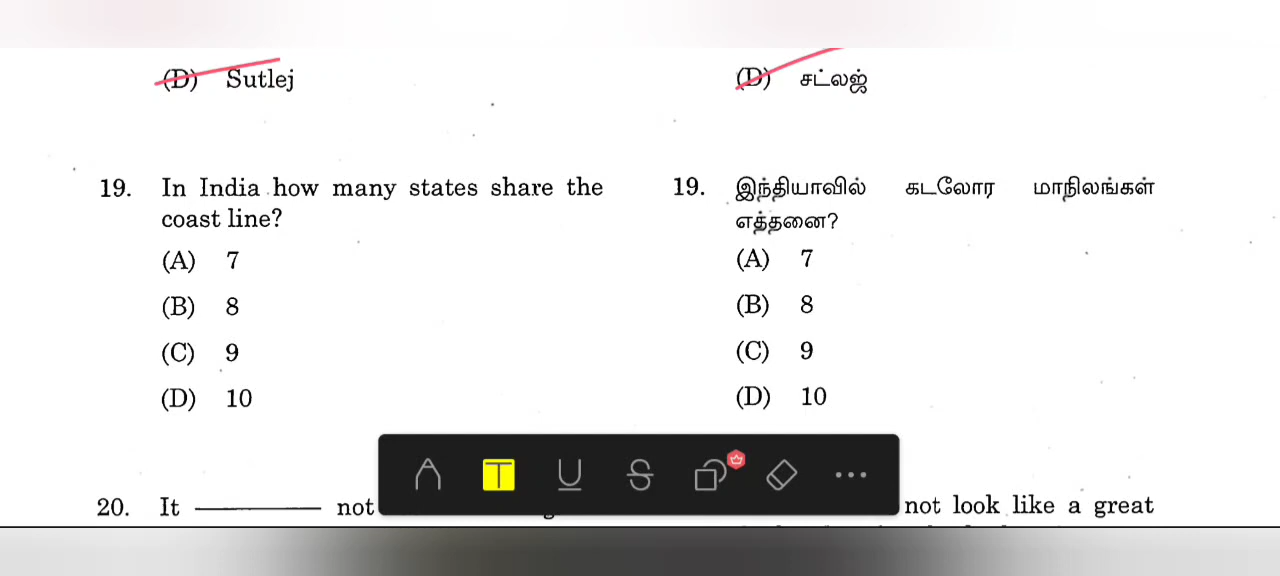 (D) Sutlej
19. In India how many states share the
coast line?
(A) 7
(B) 8
(C) 9
(D) 10
20. It ———— not
(D) சட்லஜ்
19. இந்தியாவில் கடலோர மாநிலங்கள்
எத்தனை?
(A) 7
(B) 8
(C) 9
(D) 10
not look like a great